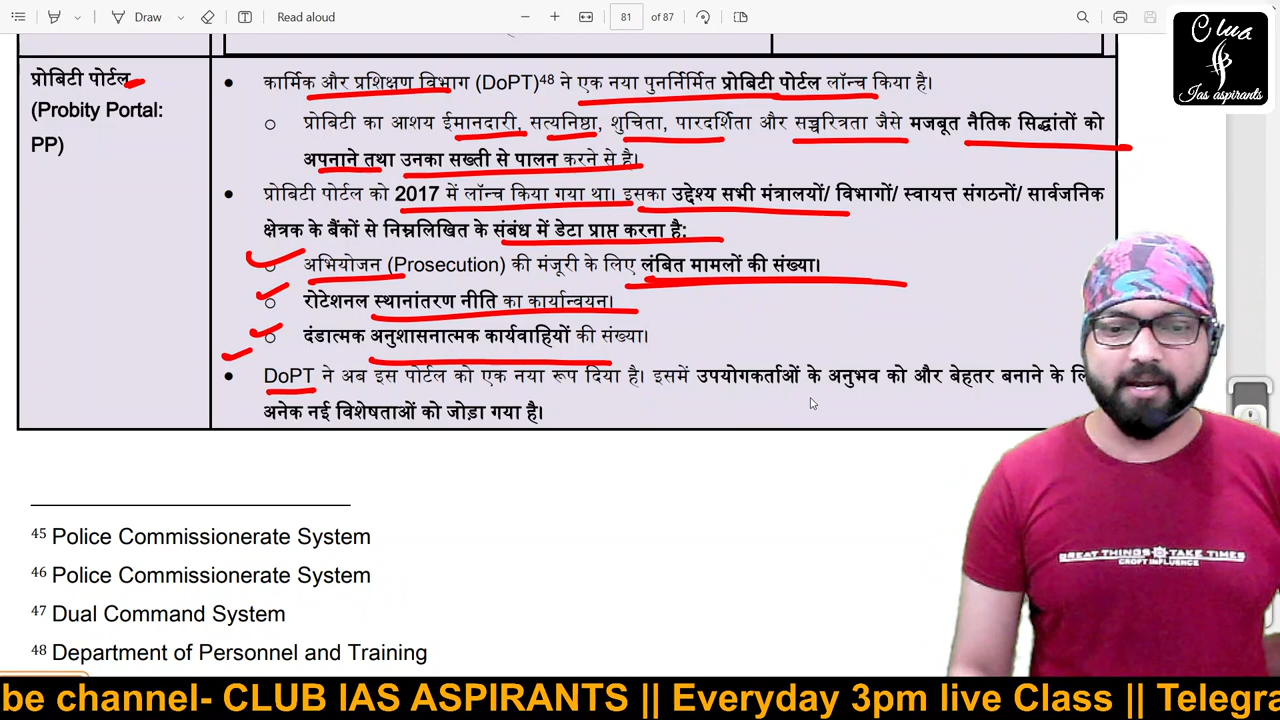 Draw
Read aloud
81
of 87
Club
Ias aspirants
प्रोबिटी पोर्टल
(Probity Portal:
PP)
कार्मिक और प्रशिक्षण विभाग (DoPT)48 ने एक नया पुनर्निर्मित प्रोबिटी पोर्टल लॉन्च किया है।
प्रोबिटी का आशय ईमानदारी, सत्यनिष्ठा, शुचिता, पारदर्शिता और सच्चरित्रता जैसे मजबूत नैतिक सिद्धांतों को
अपनाने तथा उनका सख्ती से पालन करने से है।
प्रोबिटी पोर्टल को 2017 में लॉन्च किया गया था। इसका उद्देश्य सभी मंत्रालयों/ विभागों/ स्वायत्त संगठनों/ सार्वजनिक
क्षेत्रक के बैंकों से निम्नलिखित के संबंध में डेटा प्राप्त करना है:
अभियोजन (Prosecution) की मंजूरी के लिए लंबित मामलों की संख्या।
रोटेशनल स्थानांतरण नीति का कार्यान्वयन।
दंडात्मक अनुशासनात्मक कार्यवाहियों की संख्या।
DoPT ने अब इस पोर्टल को एक नया रूप दिया है। इसमें उपयोगकर्ताओं के अनुभव को और बेहतर बनाने के
अनेक नई विशेषताओं को जोड़ा गया है।
45 Police Commissionerate System
46 Police Commissionerate System
47 Dual Command System
48 Department of Personnel and Training
GREAT THINGS TAKE TIMES
CROFT INFLUENCE
be channel- CLUB IAS ASPIRANTS || Everyday 3pm live Class || Telegra